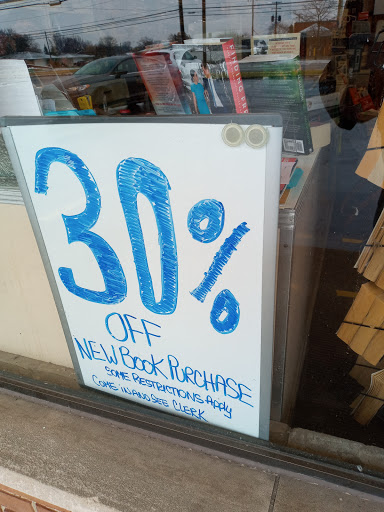 30%
OFF
NEW BOOK PURCHASE
SOME RESTRICTIONS APPLY
COME IN AND SEE CLERK